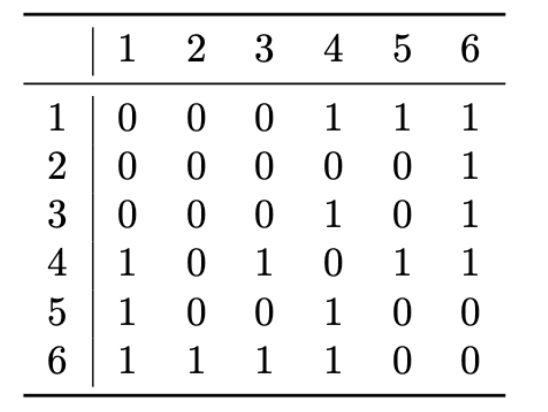 1 2 3 4 5 6
1 0 0 0 1 1 1
2 0 0 0 0 0 1
3 0 0 0 1 0 1
4 1 0 1 0 1 1
5 1 0 0 1 0 0
6 1 1 1 1 0 0